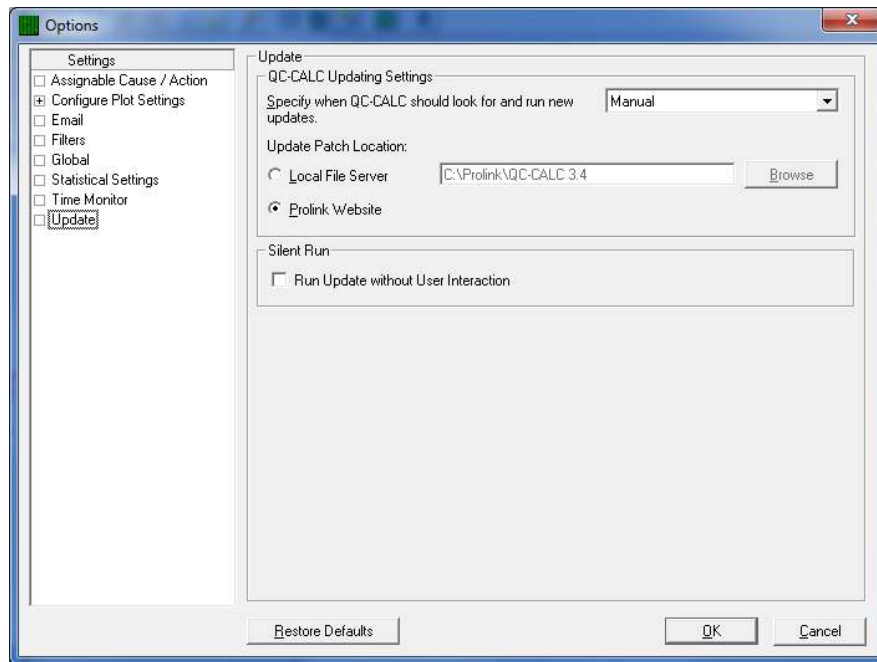 Options
Settings
Assignable Cause / Action
Configure Plot Settings
Email
Filters
Global
Statistical Settings
Time Monitor
Update
Update
QC-CALC Updating Settings
Specify when QC-CALC should look for and run new
updates.
Manual
Update Patch Location:
Local File Server
C:\Prolink\QC-CALC 3.4
Browse
Prolink Website
Silent Run
Run Update without User Interaction
Restore Defaults
OK
Cancel